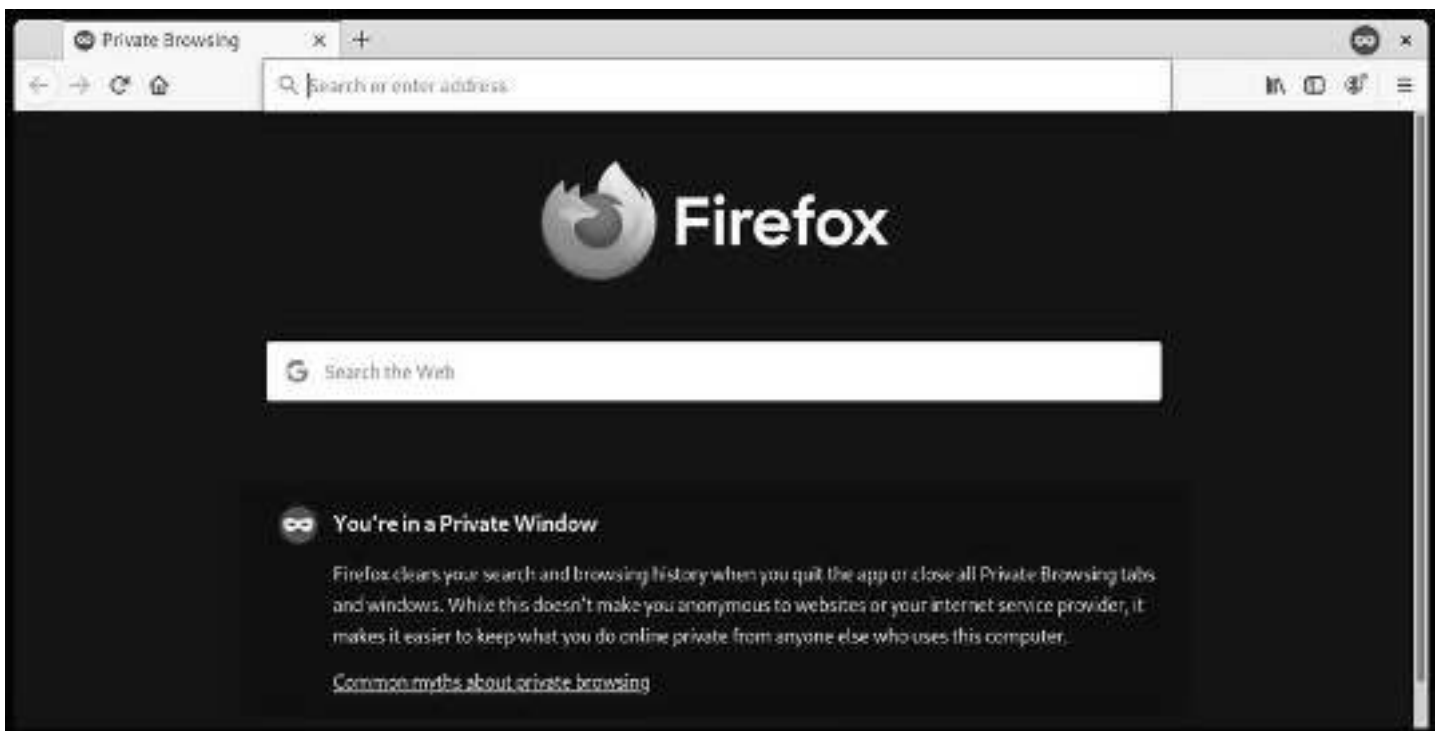 Private Browsing
Search or enter address
Firefox
Search the Web
You're in a Private Window
Firefox clears your search and browsing history when you quit the app or close all Private Browsing tabs
and windows. While this doesn't make you anonymous to websites or your internet service provider, it
makes it easier to keep what you do online private from anyone else who uses this computer.
Common myths about private browsing